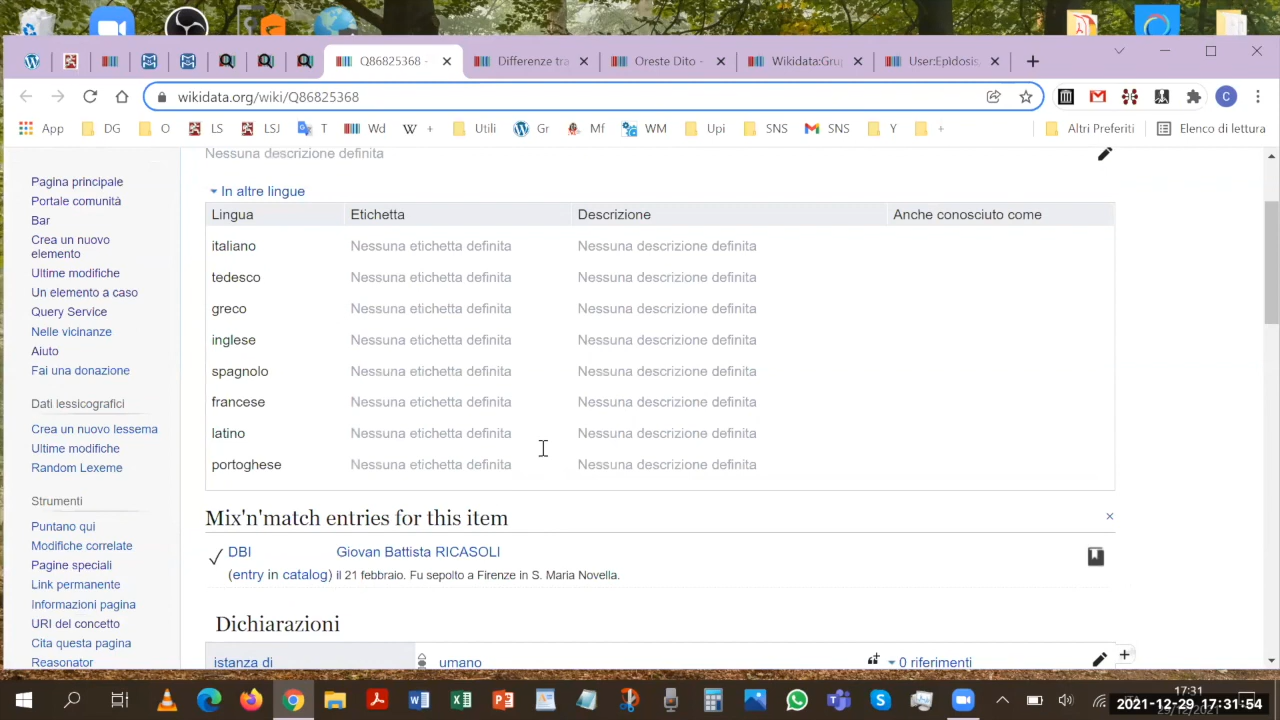 Q86825368 -
Differenze tra
Oreste Dito -
Wikidata:Gru
User:Epidosis
wikidata.org/wiki/Q86825368
C
App
DG
O
LS
LSJ
T
Wd
+
Utili
Gr
Mf
WM
Upi
SNS
SNS
Y
+
Altri Preferiti
Elenco di lettura
Nessuna descrizione definita
Pagina principale
Portale comunità
Bar
Crea un nuovo
elemento
Ultime modifiche
Un elemento a caso
Query Service
Nelle vicinanze
Aiuto
Fai una donazione
Dati lessicografici
Crea un nuovo lessema
Ultime modifiche
Random Lexeme
Strumenti
Puntano qui
Modifiche correlate
Pagine speciali
Link permanente
Informazioni pagina
URI del concetto
Cita questa pagina
Reasonator
In altre lingue
Lingua Etichetta Descrizione Anche conosciuto come
italiano Nessuna etichetta definita Nessuna descrizione definita
tedesco Nessuna etichetta definita Nessuna descrizione definita
greco Nessuna etichetta definita Nessuna descrizione definita
inglese Nessuna etichetta definita Nessuna descrizione definita
spagnolo Nessuna etichetta definita Nessuna descrizione definita
francese Nessuna etichetta definita Nessuna descrizione definita
latino Nessuna etichetta definita Nessuna descrizione definita
portoghese Nessuna etichetta definita Nessuna descrizione definita
Mix'n'match entries for this item
DBI Giovan Battista RICASOLI
(entry in catalog) il 21 febbraio. Fu sepolto a Firenze in S. Maria Novella.
Dichiarazioni
istanza di umano 0 riferimenti
17:31
2021-12-29 17:31:54